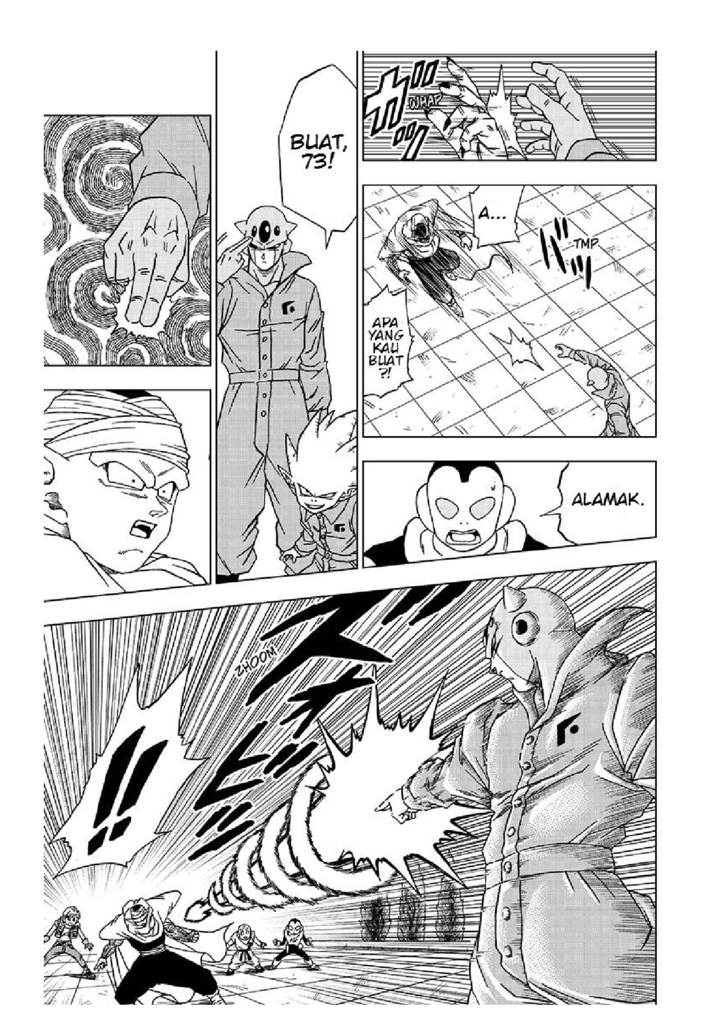 WHAP
A...
TMP
APA
YANG
KAU
BUAT
?!
ALAMAK.
BUAT,
73!
ZHOOM
!!